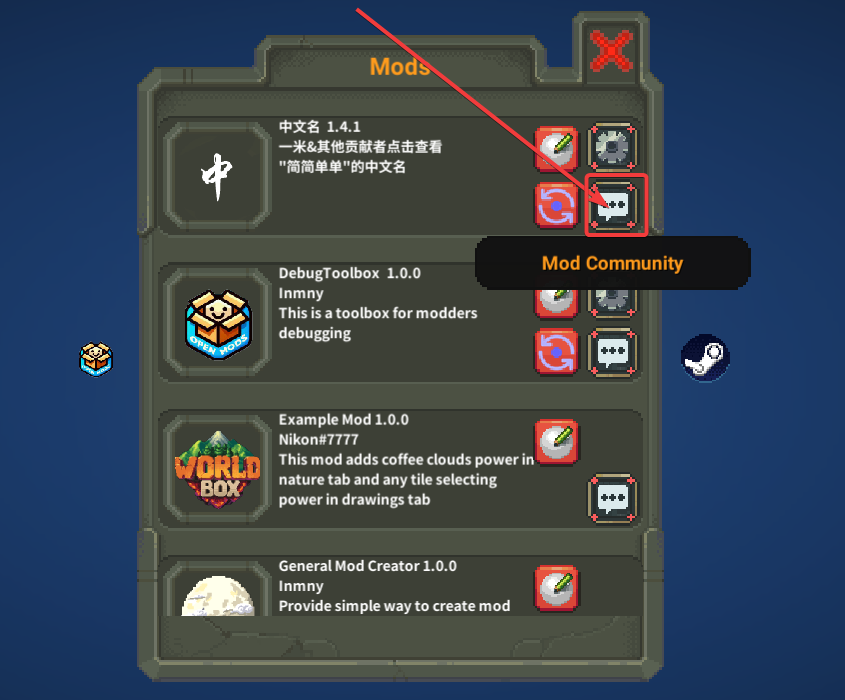 Mods
中文名 1.4.1
一米&其他贡献者点击查看
"简简单单"的中文名
中
Mod Community
DebugToolbox 1.0.0
Inmny
This is a toolbox for modders
debugging
OPEN MODS
Example Mod 1.0.0
Nikon#7777
This mod adds coffee clouds power in
nature tab and any tile selecting
power in drawings tab
WORLD
BOX
General Mod Creator 1.0.0
Inmny
Provide simple way to create mod